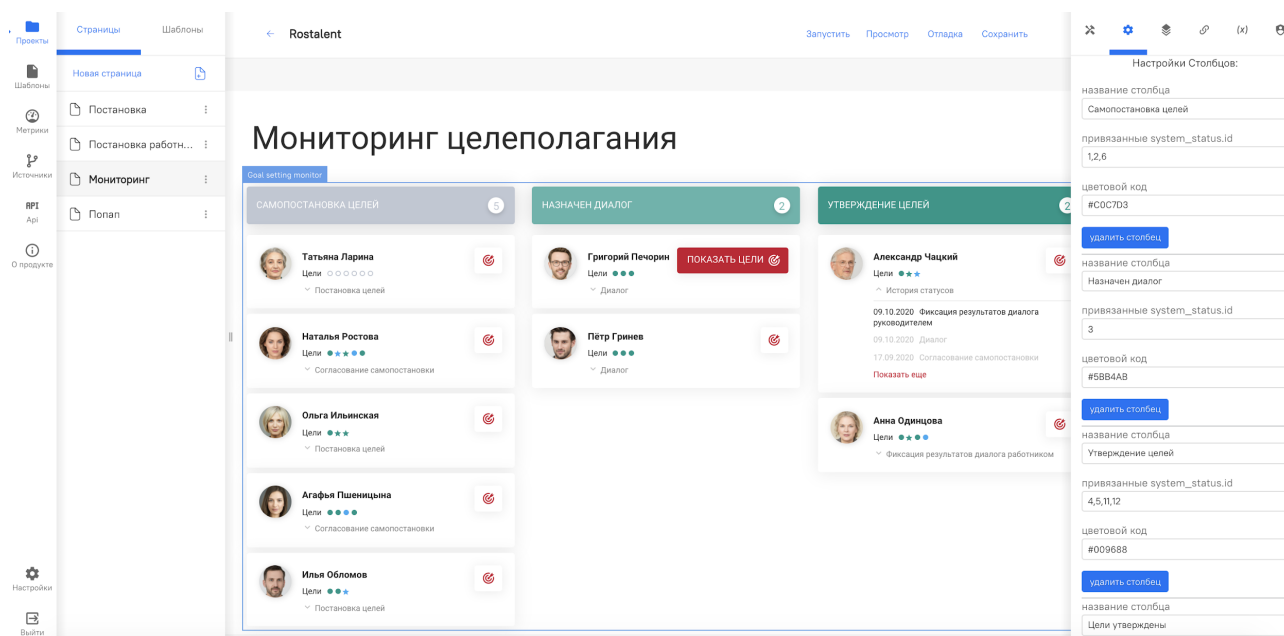 Проекты
Шаблоны
Метрики
Источники
API
Api
О продукте
Настройки
Выйти
Страницы
Шаблоны
Новая страница
Постановка
Постановка работн...
Мониторинг
Попап
← Rostalent
Запустить
Просмотр
Отладка
Сохранить
Мониторинг целеполагания
Goal setting monitor
САМОПОСТАНОВКА ЦЕЛЕЙ 5
Татьяна Ларина
Цели
Постановка целей
Наталья Ростова
Цели
Согласование самопостановки
Ольга Ильинская
Цели
Постановка целей
Агафья Пшеницына
Цели
Согласование самопостановки
Илья Обломов
Цели
Постановка целей
НАЗНАЧЕН ДИАЛОГ 2
Григорий Печорин
Цели
Диалог
ПОКАЗАТЬ ЦЕЛИ
Пётр Гринев
Цели
Диалог
УТВЕРЖДЕНИЕ ЦЕЛЕЙ 2
Александр Чацкий
Цели
История статусов
09.10.2020 Фиксация результатов диалога
руководителем
09.10.2020 Диалог
17.09.2020 Согласование самопостановки
Показать еще
Анна Одинцова
Цели
Фиксация результатов диалога работником
(x)
Настройки Столбцов:
название столбца
Самопостановка целей
привязанные system_status.id
1,2,6
цветовой код
#C0C7D3
удалить столбец
название столбца
Назначен диалог
привязанные system_status.id
3
цветовой код
#5BB4AB
удалить столбец
название столбца
Утверждение целей
привязанные system_status.id
4,5,11,12
цветовой код
#009688
удалить столбец
название столбца
Цели утверждены